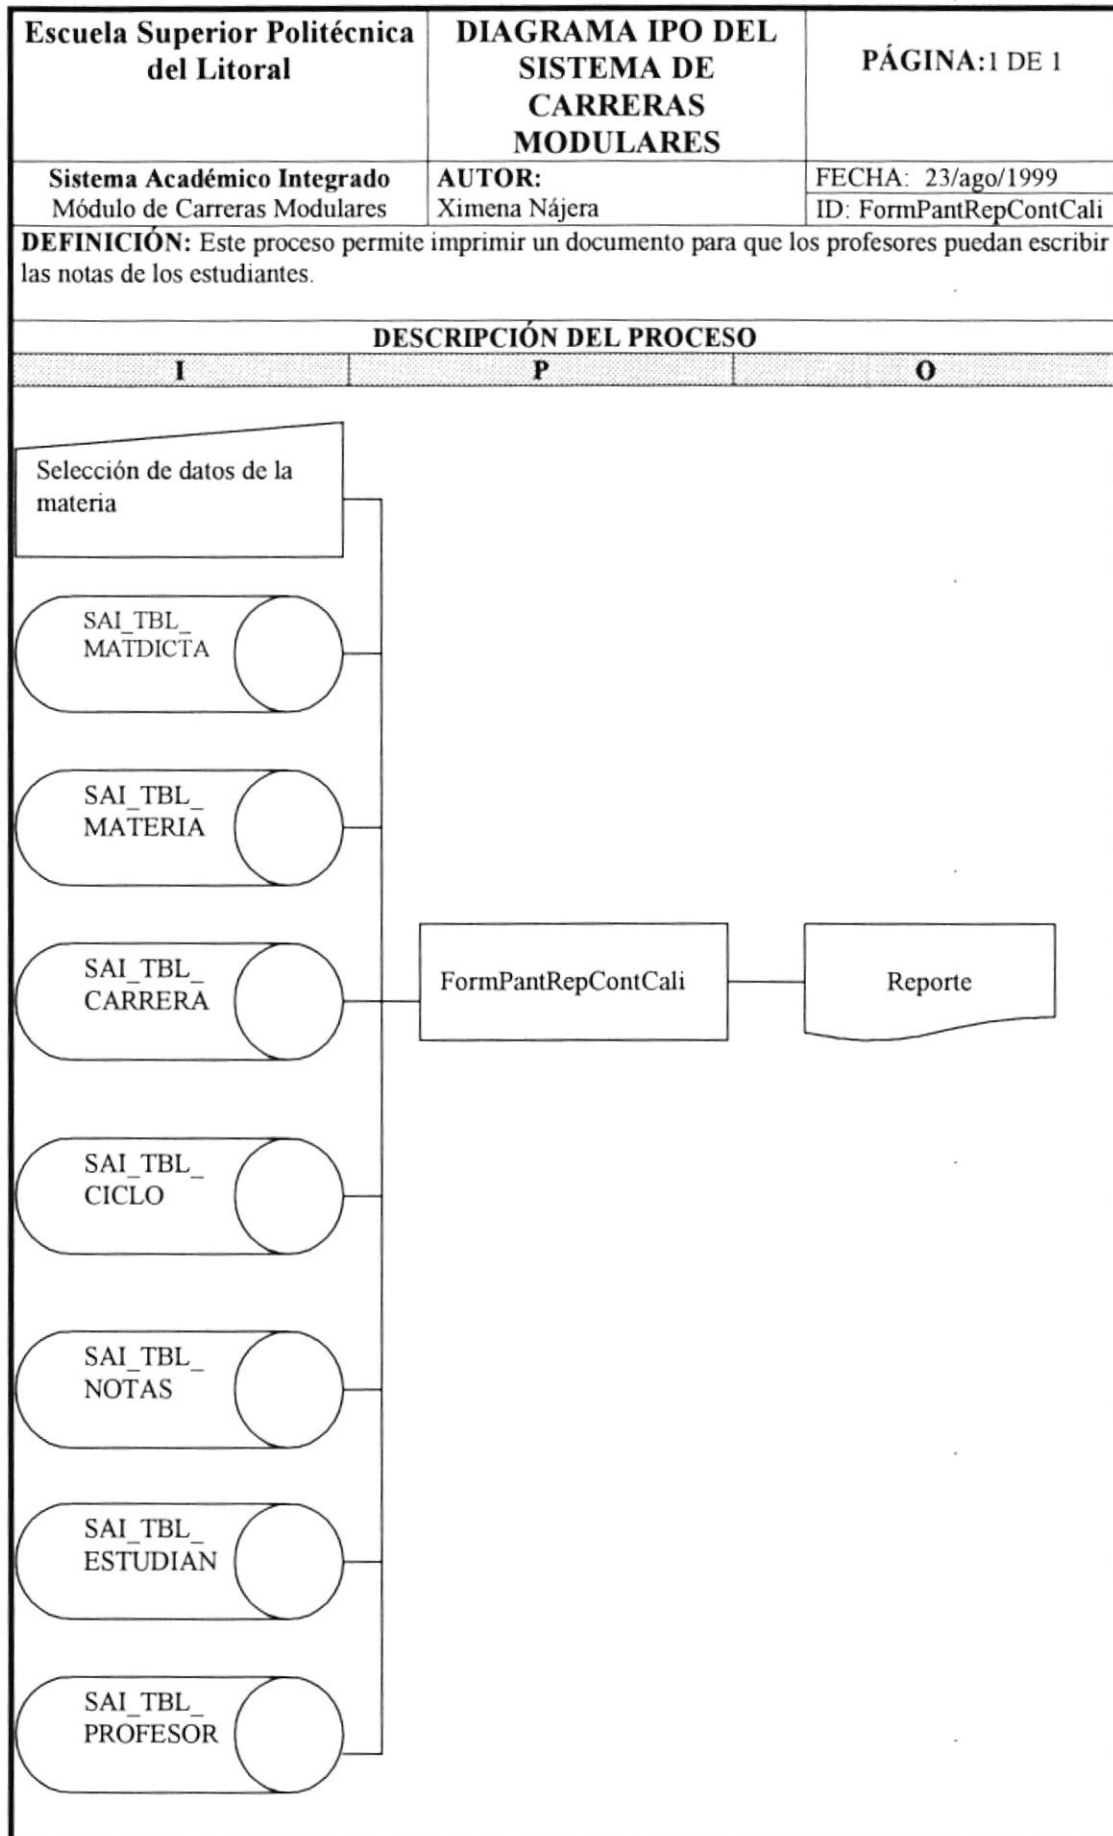 Escuela Superior Politécnica
del Litoral
DIAGRAMA IPO DEL
SISTEMA DE
CARRERAS
MODULARES
PÁGINA:1 DE 1
Sistema Académico Integrado
Módulo de Carreras Modulares
AUTOR:
Ximena Nájera
FECHA: 23/ago/1999
ID: FormPantRepContCali
DEFINICIÓN: Este proceso permite imprimir un documento para que los profesores puedan escribir
las notas de los estudiantes.
DESCRIPCIÓN DEL PROCESO
I
P
O
Selección de datos de la
materia
SAI_TBL_
MATDICTA
SAI_TBL_
MATERIA
SAI_TBL_
CARRERA
FormPantRepContCali
Reporte
SAI_TBL_
CICLO
SAI_TBL_
NOTAS
SAI_TBL_
ESTUDIAN
SAI_TBL_
PROFESOR